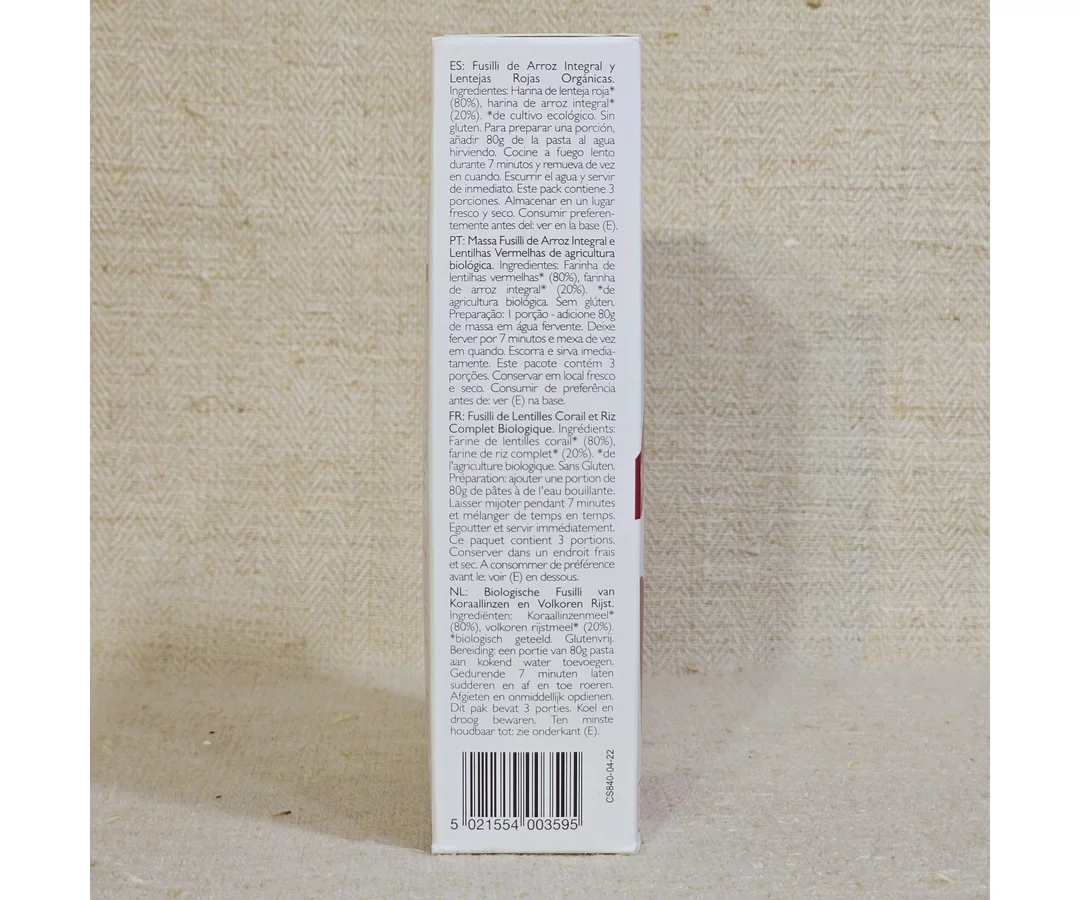 ES: Fusilli de Arroz Integral y
Lentejas Rojas Orgánicas.
Ingredientes: Harina de lenteja roja*
(80%), harina de arroz integral*
(20%). *de cultivo ecológico. Sin
gluten. Para preparar una porción,
añadir 80g de la pasta al agua
hirviendo. Cocine a fuego lento
durante 7 minutos y remueva de vez
en cuando. Escurrir el agua y servir
de inmediato. Este pack contiene 3
porciones. Almacenar en un lugar
fresco y seco. Consumir preferen-
temente antes del: ver en la base (E).
PT: Massa Fusilli de Arroz Integral e
Lentilhas Vermelhas de agricultura
biológica. Ingredientes: Farinha de
lentilhas vermelhas* (80%), farinha
de arroz integral* (20%). *de
agricultura biológica. Sem glúten.
Preparação: 1 porção - adicione 80g
de massa em água fervente. Deixe
ferver por 7 minutos e mexa de vez
em quando. Escorra e sirva imedia-
tamente. Este pacote contém 3
porções. Conservar em local fresco
e seco. Consumir de preferência
antes de: ver (E) na base.
FR: Fusilli de Lentilles Corail et Riz
Complet Biologique. Ingrédients:
Farine de lentilles corail* (80%),
farine de riz complet* (20%). *de
l'agriculture biologique. Sans Gluten.
Préparation: ajouter une portion de
80g de pâtes à de l'eau bouillante.
Laisser mijoter pendant 7 minutes
et mélanger de temps en temps.
Egoutter et servir immédiatement.
Ce paquet contient 3 portions.
Conserver dans un endroit frais
et sec. A consommer de préférence
avant le: voir (E) en dessous.
NL: Biologische Fusilli van
Koraallinzen en Volkoren Rijst.
Ingrediënten: Koraallinzenmeel*
(80%), volkoren rijstmeel* (20%).
*biologisch geteeld. Glutenvrij.
Bereiding: een portie van 80g pasta
aan kokend water toevoegen.
Gedurende 7 minuten laten
sudderen en af en toe roeren.
Afgieten en onmiddellijk opdienen.
Dit pak bevat 3 porties. Koel en
droog bewaren. Ten minste
houdbaar tot: zie onderkant (E).
CS840-04-22
5 021554 003595